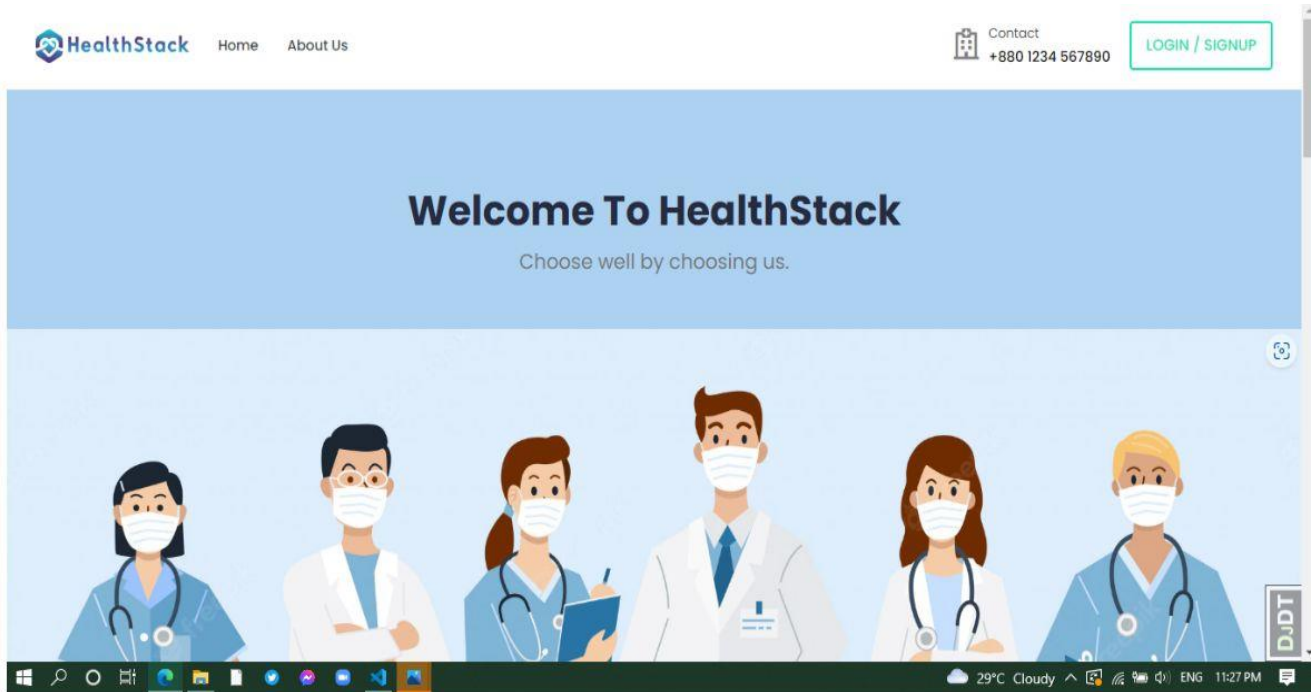 HealthStack Home About Us
Contact
+880 1234 567890
LOGIN / SIGNUP
Welcome To HealthStack
Choose well by choosing us.
DJDT
29°C Cloudy ENG 11:27 PM